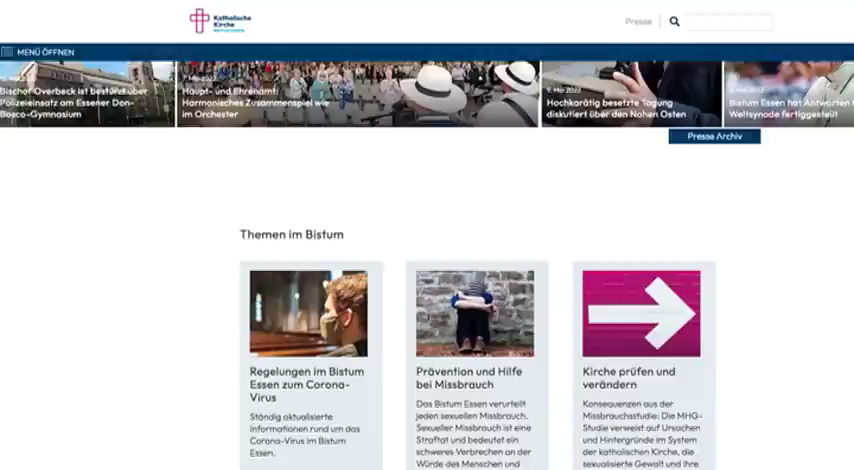 Katholische
Kirche
BISTUM ESSEN
Presse
MENÜ ÖFFNEN
Bischof Overbeck ist bestürzt über
Polizeieinsatz am Essener Don-
Bosco-Gymnasium
Haupt- und Ehrenamt:
Harmonisches Zusammenspiel wie
im Orchester
9. Mai 2022
Hochkarätig besetzte Tagung
diskutiert über den Nahen Osten
Bistum Essen hat Antworten
Weltsynode fertiggestellt
Presse Archiv
Themen im Bistum
Regelungen im Bistum
Essen zum Corona-
Virus
Ständig aktualisierte
Informationen rund um das
Corona-Virus im Bistum
Essen.
Prävention und Hilfe
bei Missbrauch
Das Bistum Essen verurteilt
jeden sexuellen Missbrauch.
Sexueller Missbrauch ist eine
Straftat und bedeutet ein
schweres Verbrechen an der
Würde des Menschen und
Kirche prüfen und
verändern
Konsequenzen aus der
Missbrauchsstudie: Die MHG-
Studie verweist auf Ursachen
und Hintergründe im System
der katholischen Kirche, die
sexualisierte Gewalt und ihre